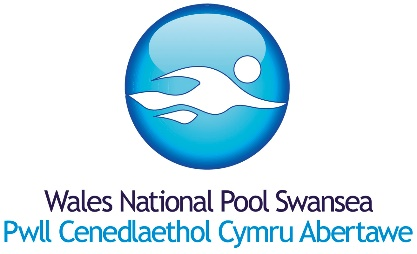 Wales National Pool Swansea
Pwll Cenedlaethol Cymru Abertawe